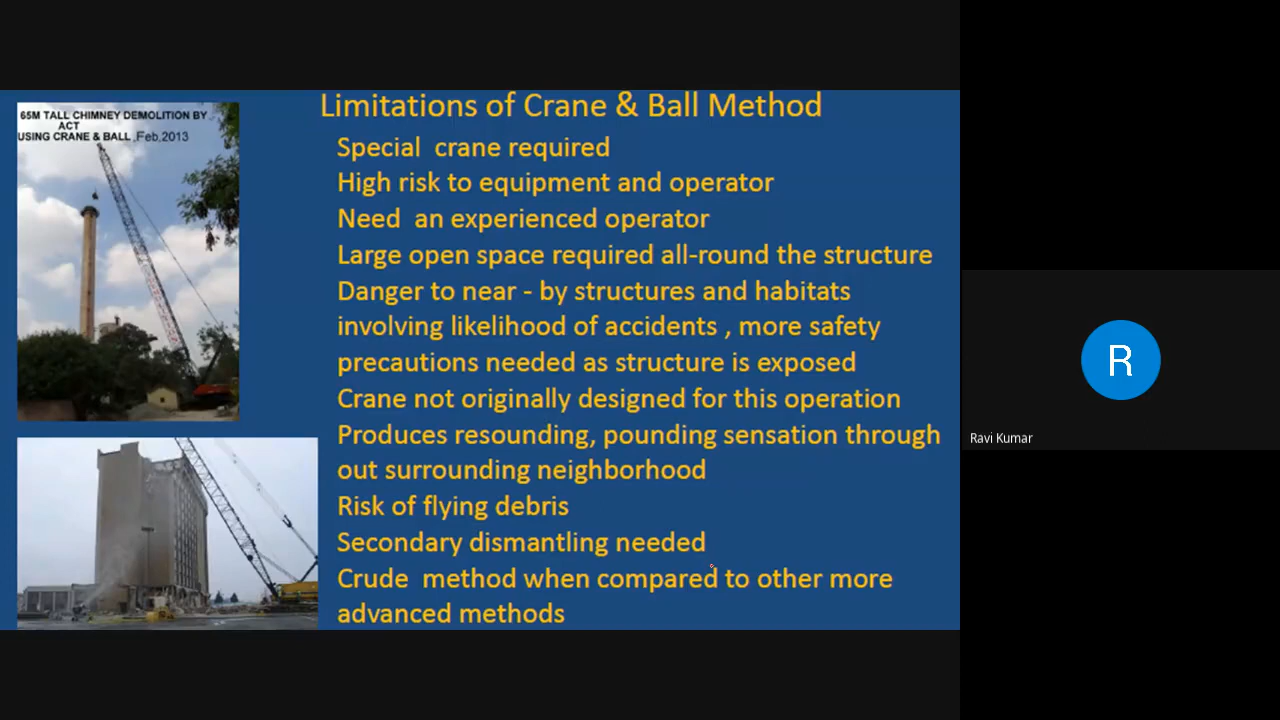 65M TALL CHIMNEY DEMOLITION BY
ACT
USING CRANE & BALL ,Feb,2013
Limitations of Crane & Ball Method
Special crane required
High risk to equipment and operator
Need an experienced operator
Large open space required all-round the structure
Danger to near - by structures and habitats
involving likelihood of accidents , more safety
precautions needed as structure is exposed
Crane not originally designed for this operation
Produces resounding, pounding sensation through
out surrounding neighborhood
Risk of flying debris
Secondary dismantling needed
Crude method when compared to other more
advanced methods
R
Ravi Kumar